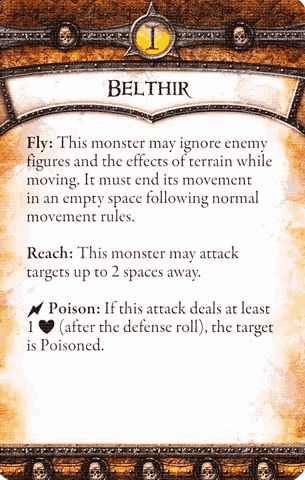 I
BELTHIR
Fly: This monster may ignore enemy
figures and the effects of terrain while
moving. It must end its movement
in an empty space following normal
movement rules.
Reach: This monster may attack
targets up to 2 spaces away.
Poison: If this attack deals at least
1 (after the defense roll), the target
is Poisoned.